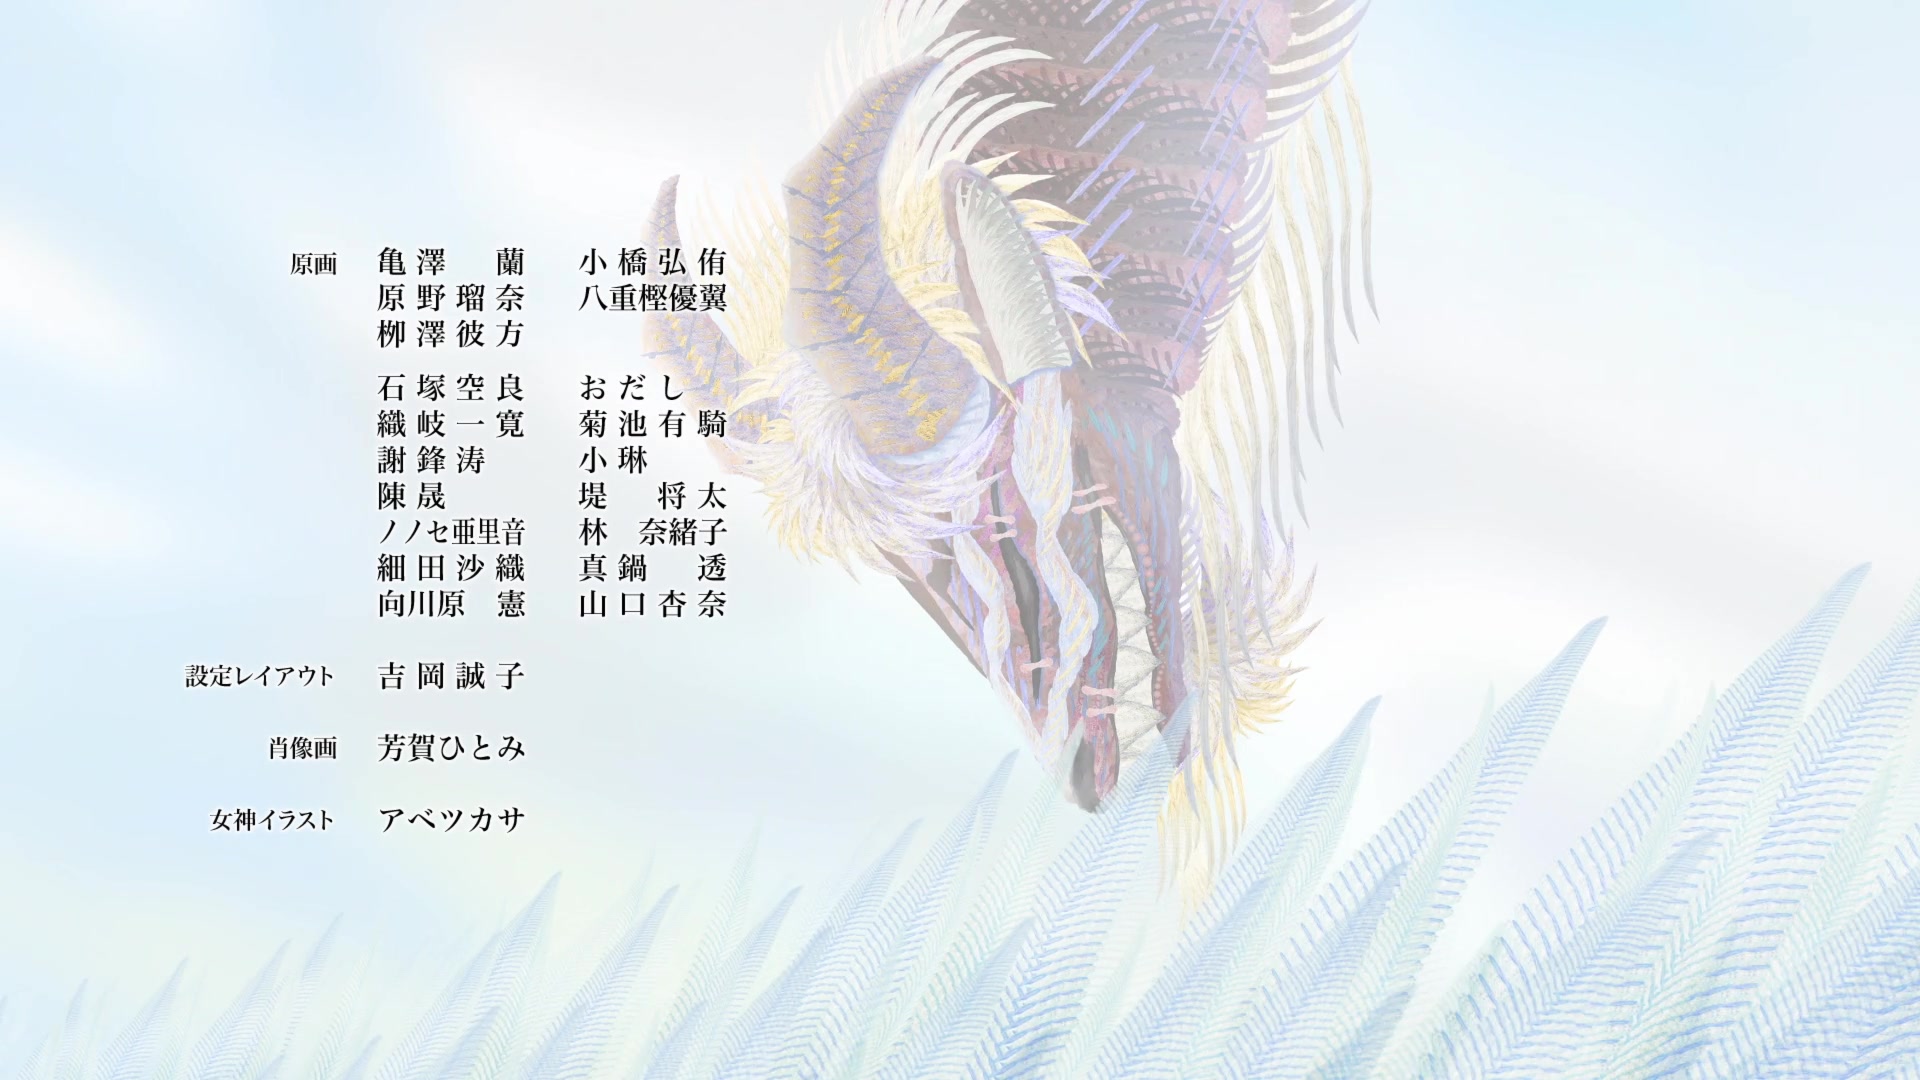 原画 亀澤 蘭 小橋弘侑
原野瑠奈 八重樫優翼
栁澤彼方
石塚空良 おだし
織岐一寛 菊池有騎
謝鋒涛 小琳
陳晟 堤 将太
ノノセ亜里音 林 奈緒子
細田沙織 真鍋 透
向川原 憲 山口杏奈
設定レイアウト 吉岡誠子
肖像画 芳賀ひとみ
女神イラスト アベツカサ